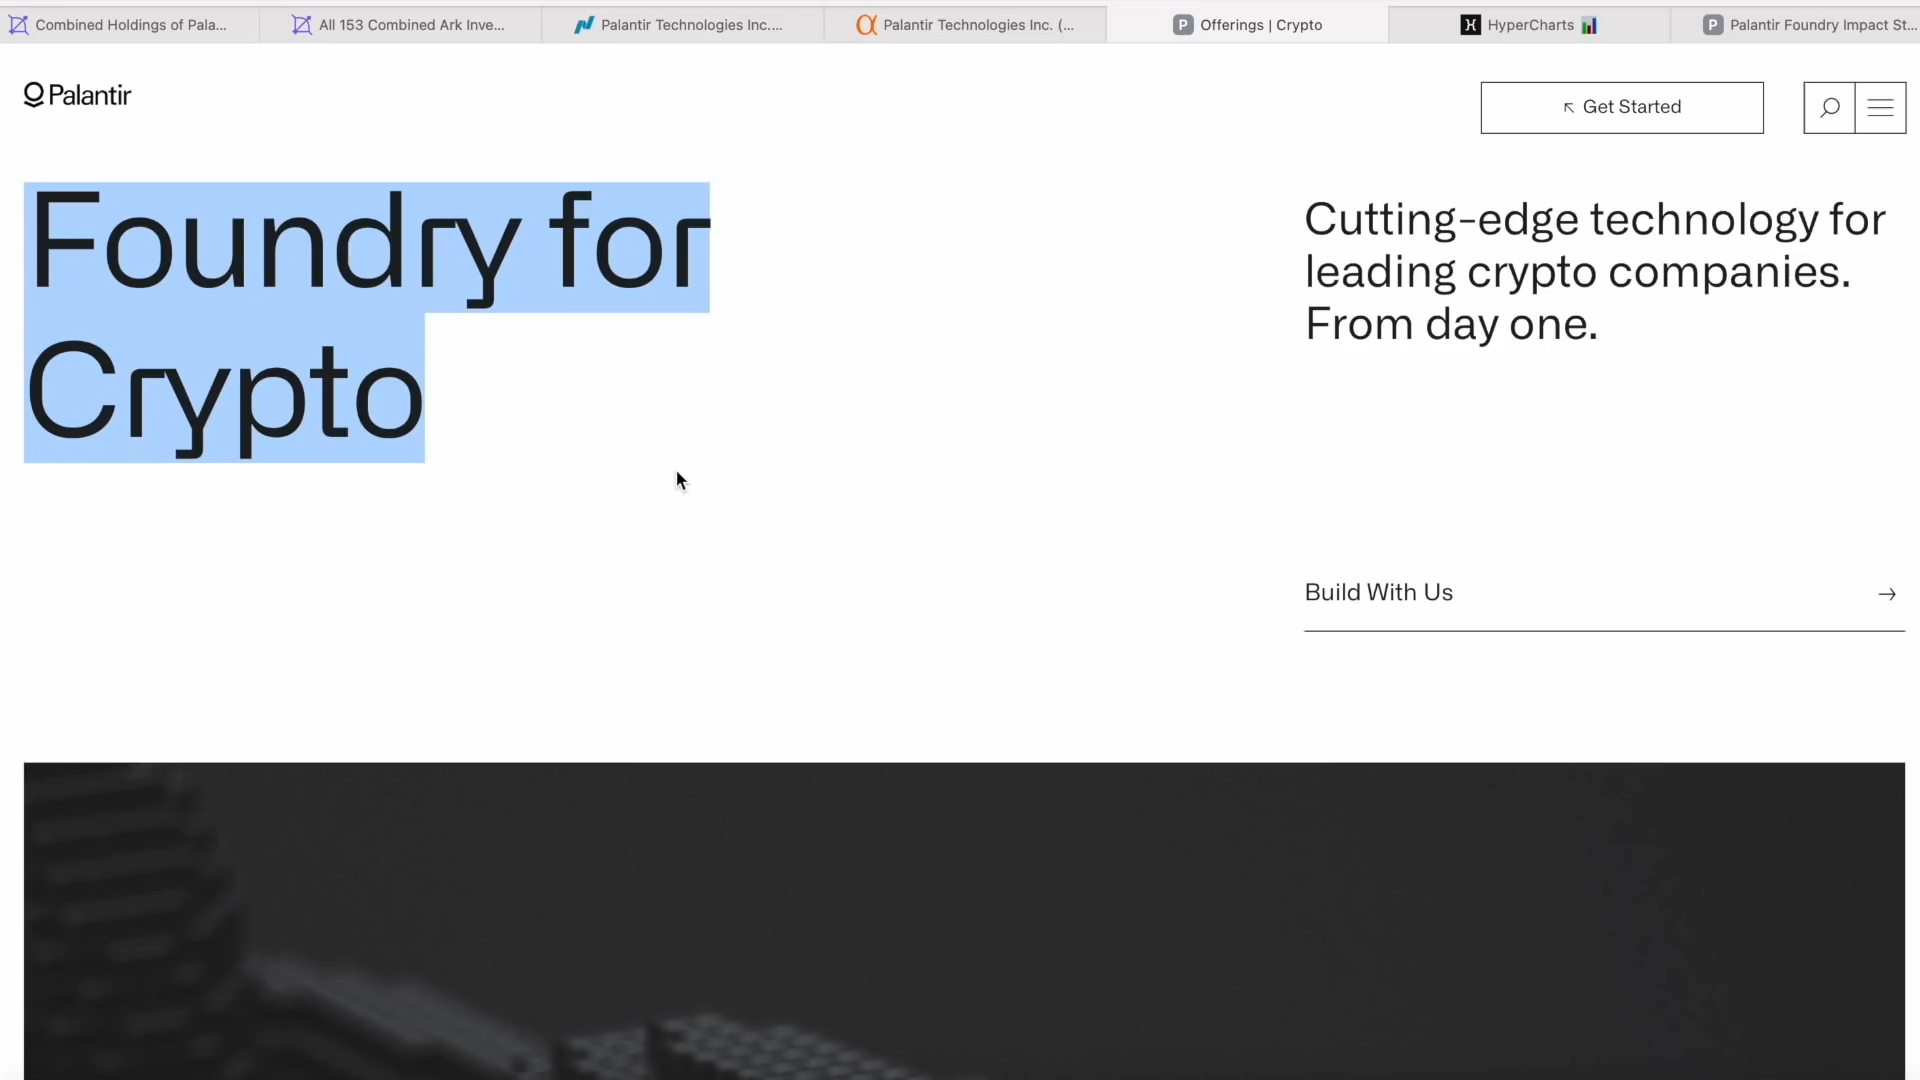 Combined Holdings of Pala...
All 153 Combined Ark Inve...
Palantir Technologies Inc....
Palantir Technologies Inc. (...
P Offerings | Crypto
HyperCharts
P Palantir Foundry Impact St...
Palantir
Get Started
Foundry for
Crypto
Cutting-edge technology for
leading crypto companies.
From day one.
Build With Us